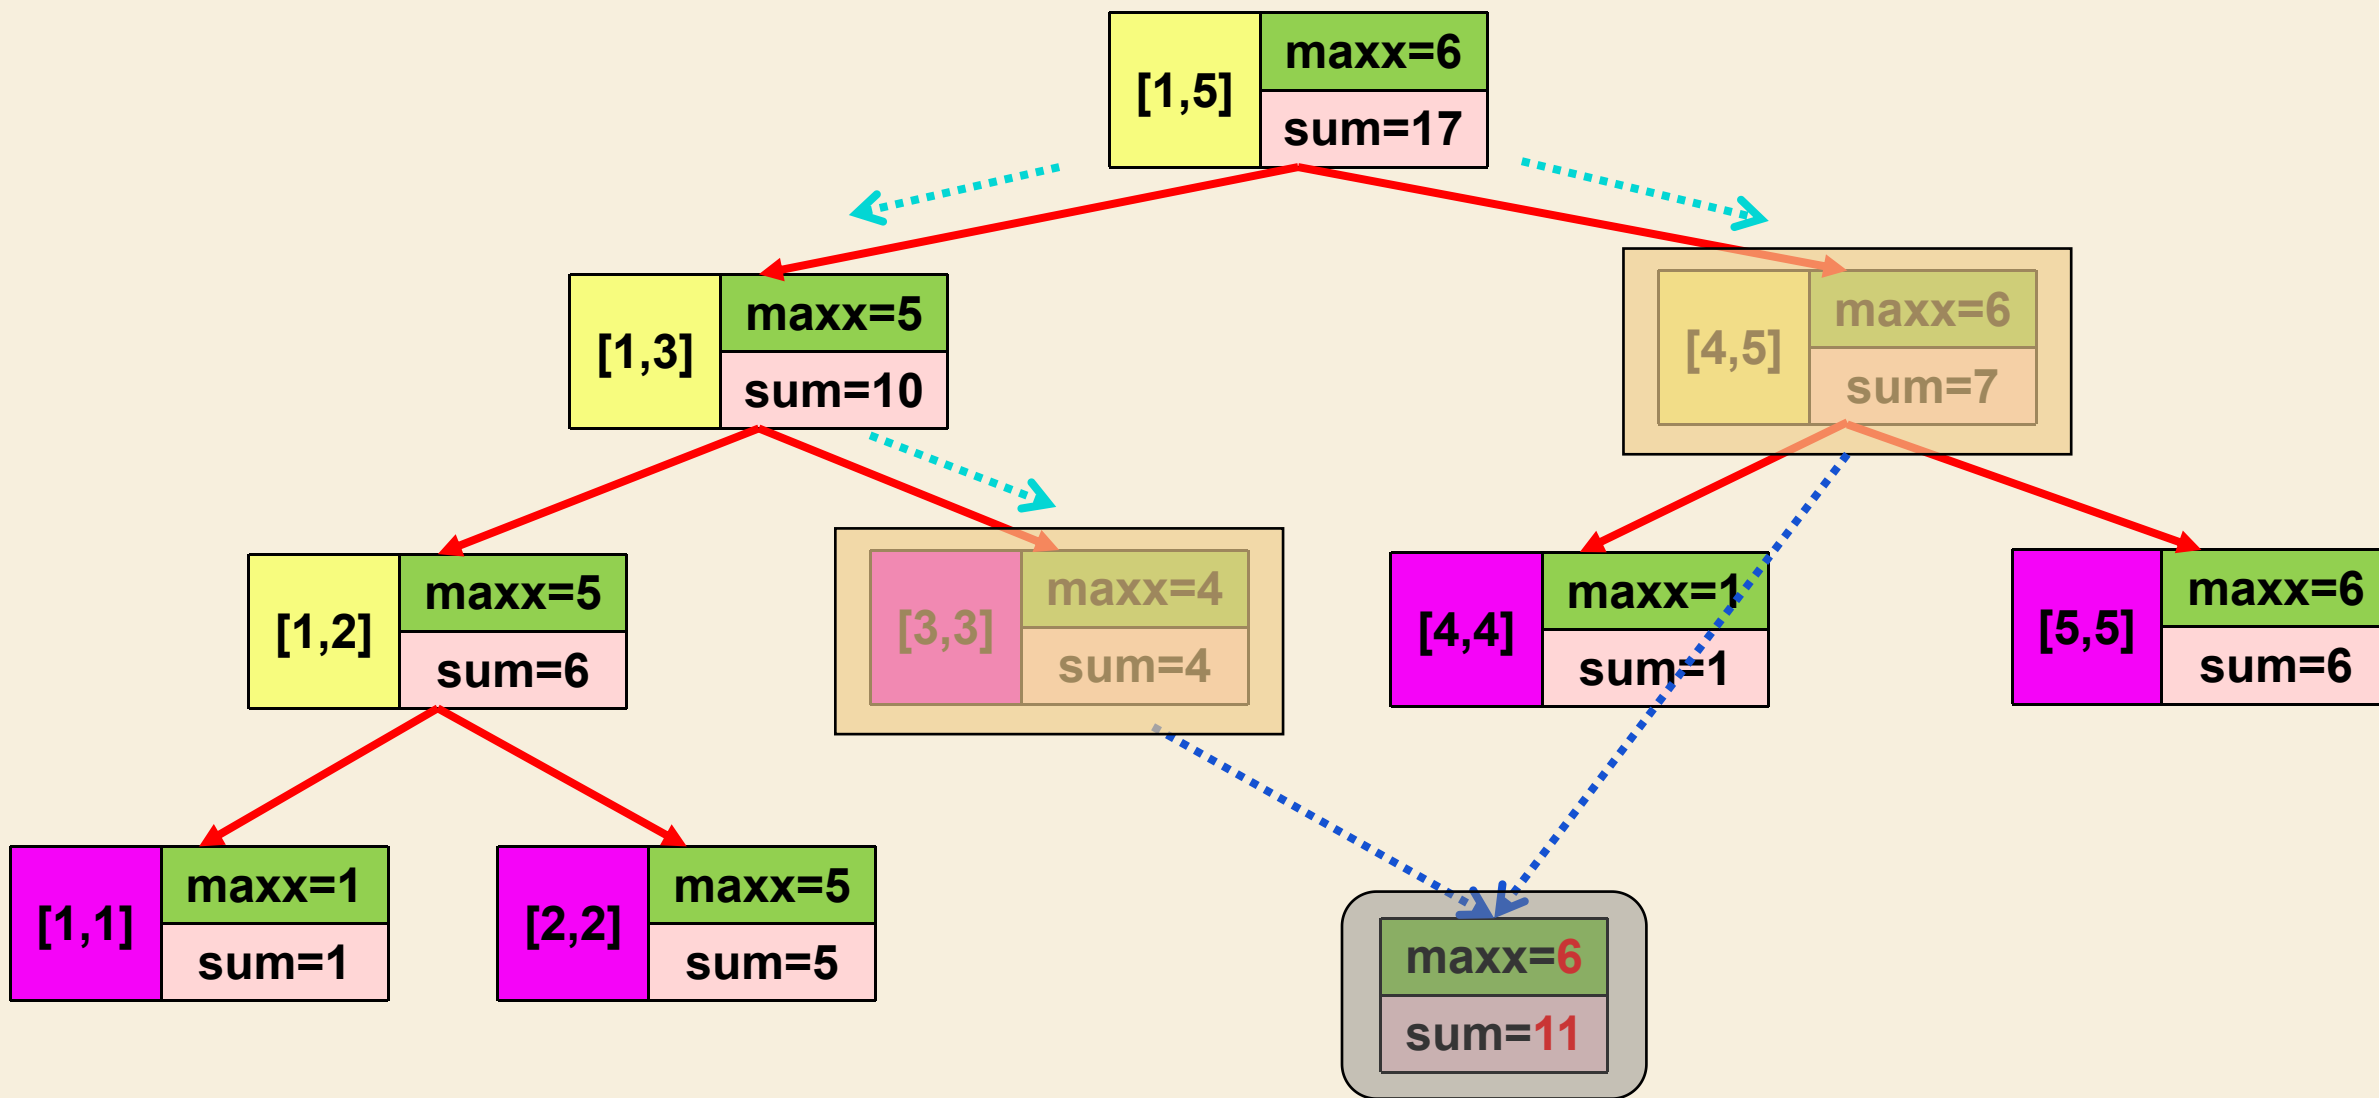 [1,5]
maxx=6
sum=17
[1,3]
maxx=5
sum=10
[4,5]
maxx=6
sum=7
[1,2]
maxx=5
sum=6
[3,3]
maxx=4
sum=4
[4,4]
maxx=1
sum=1
[5,5]
maxx=6
sum=6
[1,1]
maxx=1
sum=1
[2,2]
maxx=5
sum=5
maxx=6
sum=11